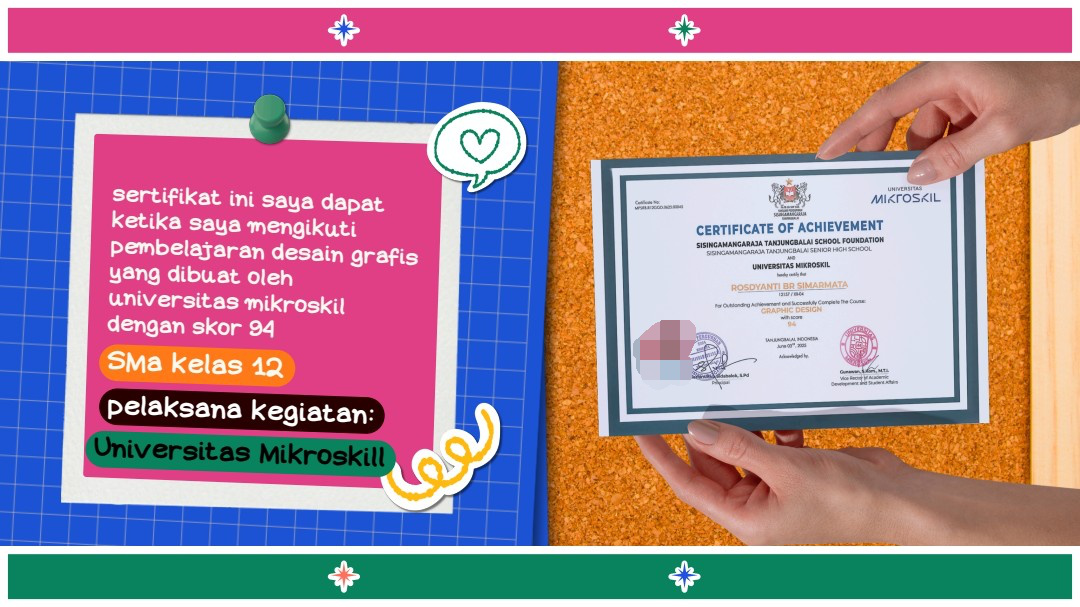 sertifikat ini saya dapat
ketika saya mengikuti
pembelajaran desain grafis
yang dibuat oleh
universitas mikroskil
dengan skor 94
SMa kelas 12
pelaksana kegiatan:
Universitas Mikroskill
Certificate No:
UNIVERSITAS
MIKROSKIL
CERTIFICATE OF ACHIEVEMENT
SISINGAMANGARAJA TANJUNGBALAI SCHOOL FOUNDATION
SISINGAMANGARAJA TANJUNGBALAI SENIOR HIGH SCHOOL
AND
UNIVERSITAS MIKROSKIL
hereby certify that
ROSDYANTI BR SIMARMATA
For Outstanding Achievement and Successfully Complete The Course:
GRAPHIC DESIGN
with score
94
TANJUNGBALAI, INDONESIA
Acknowledged by,
Principal
Vice Rector of Academic
Development and Student Affairs